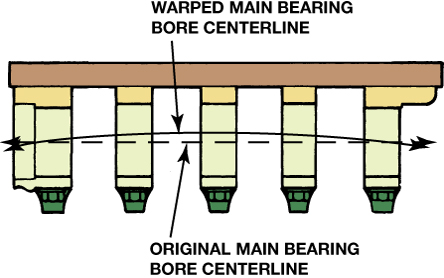 WARPED MAIN BEARING
BORE CENTERLINE
ORIGINAL MAIN BEARING
BORE CENTERLINE